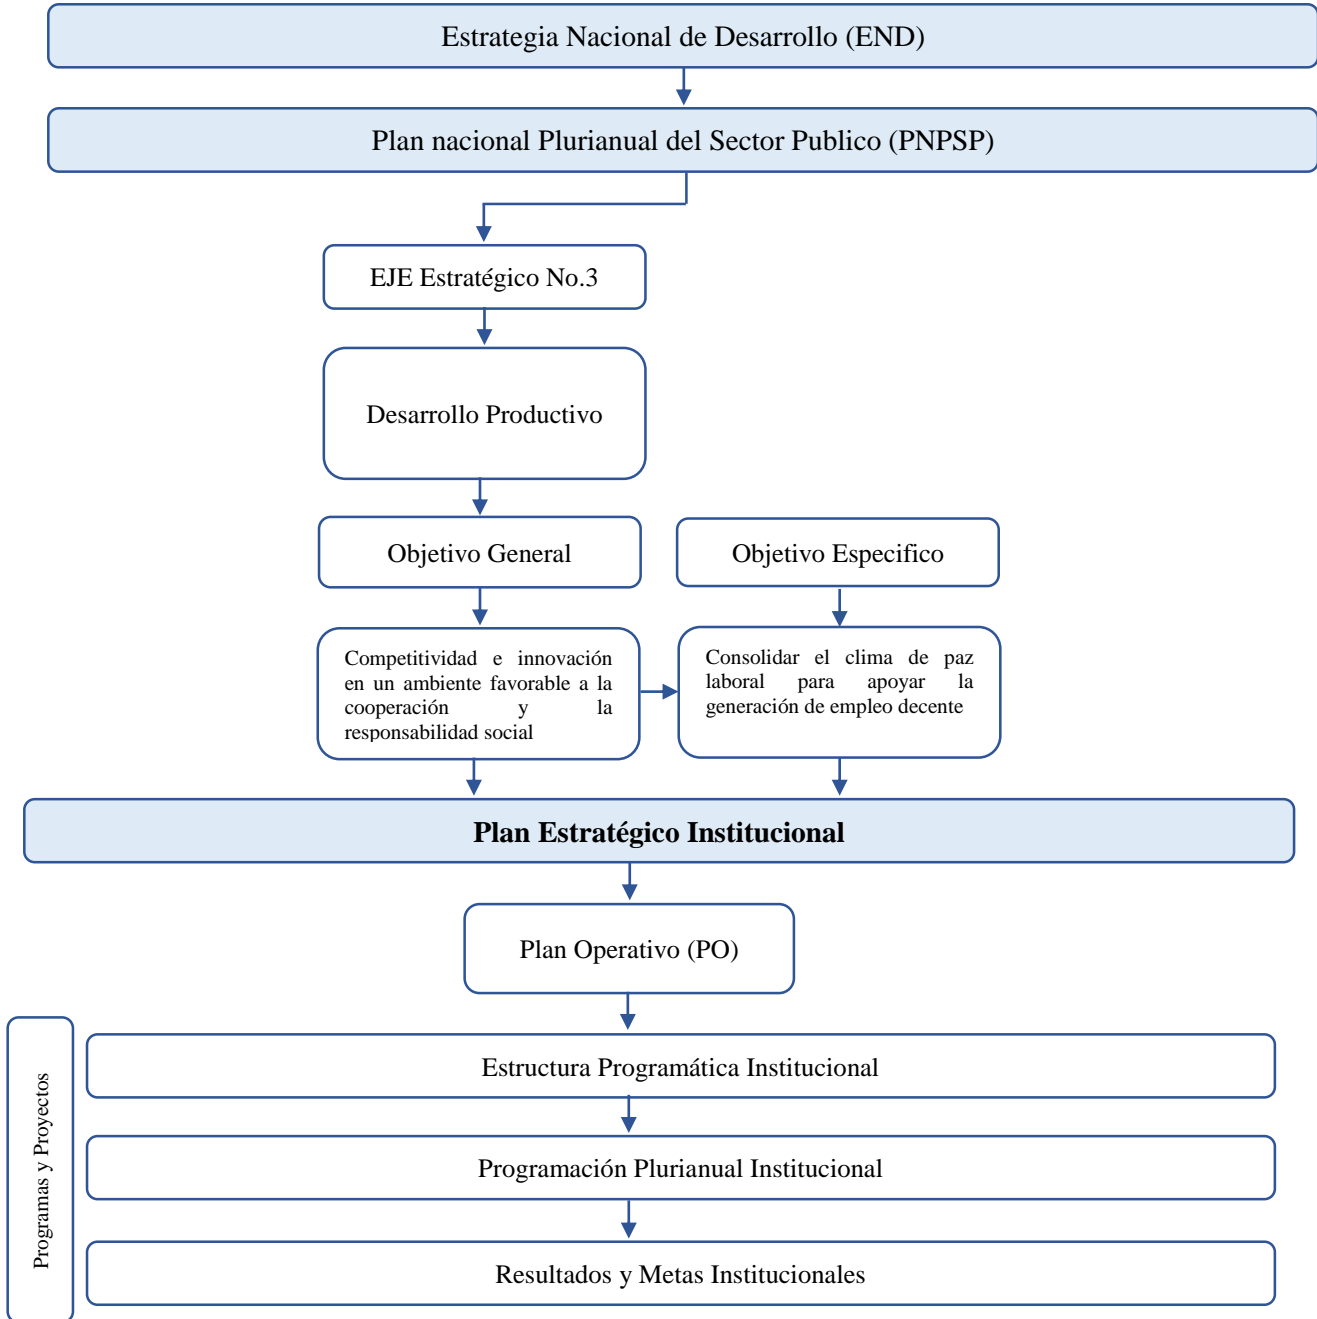 Estrategia Nacional de Desarrollo (END)
Plan nacional Plurianual del Sector Publico (PNPSP)
EJE Estratégico No.3
Desarrollo Productivo
Objetivo General
Objetivo Especifico
Competitividad e innovación
en un ambiente favorable a la
cooperación y la
responsabilidad social
Consolidar el clima de paz
laboral para apoyar la
generación de empleo decente
Plan Estratégico Institucional
Plan Operativo (PO)
Programas y Proyectos
Estructura Programática Institucional
Programación Plurianual Institucional
Resultados y Metas Institucionales